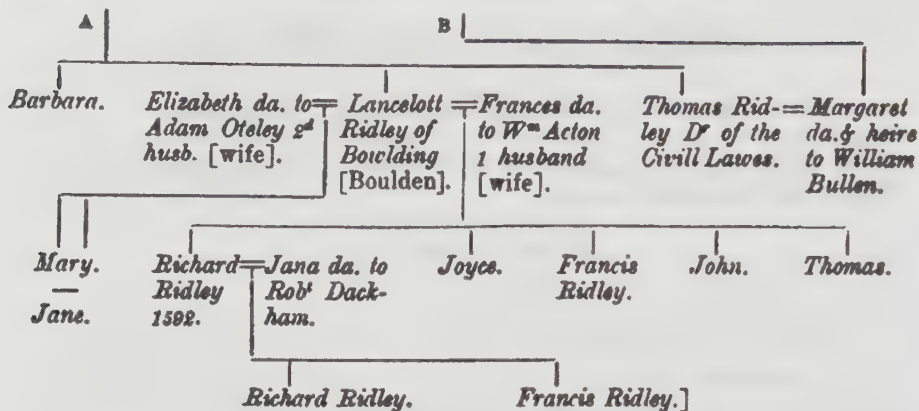 A
B
Barbara.
Elizabeth da. to
Adam Oteley 2d
husb. [wife].
Lancelott
Ridley of
Bowlding
[Boulden].
Frances da.
to Wm Acton
1 husband
[wife].
Thomas Rid-
ley Dr of the
Civill Lawes.
Margaret
da. & heire
to William
Bullen.
Mary.
Jane.
Richard
Ridley
1592.
Jana da. to
Robt Dack-
ham.
Joyce.
Francis
Ridley.
John.
Thomas.
Richard Ridley.
Francis Ridley.]